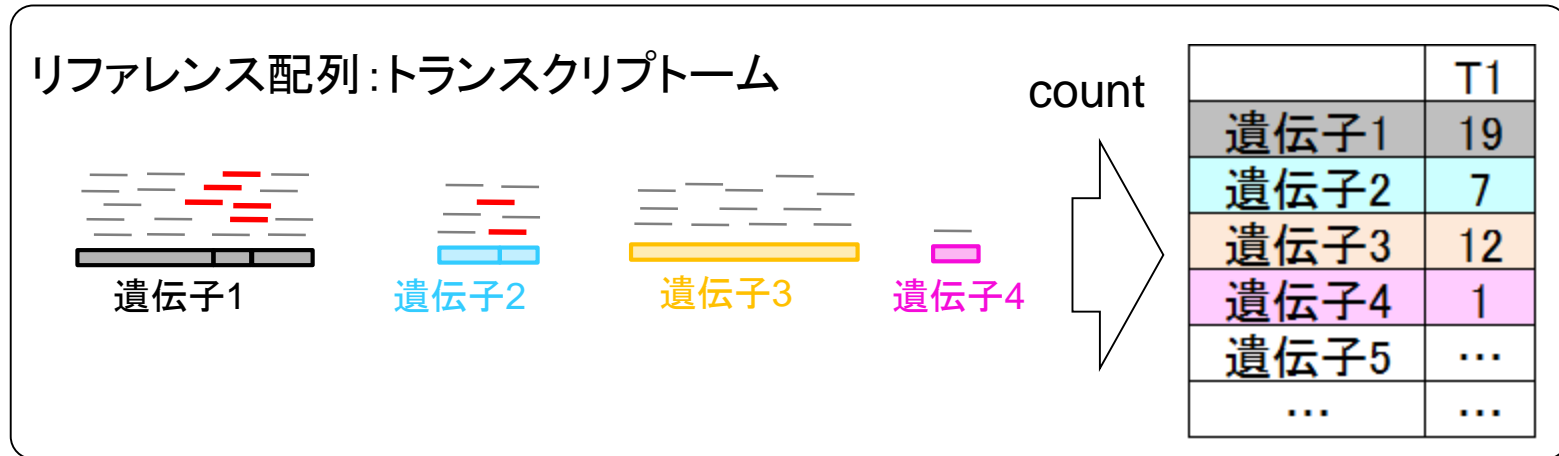 リファレンス配列:トランスクリプトーム
count
遺伝子1
遺伝子2
遺伝子3
遺伝子4
T1
遺伝子1 19
遺伝子2 7
遺伝子3 12
遺伝子4 1
遺伝子5 …
… …